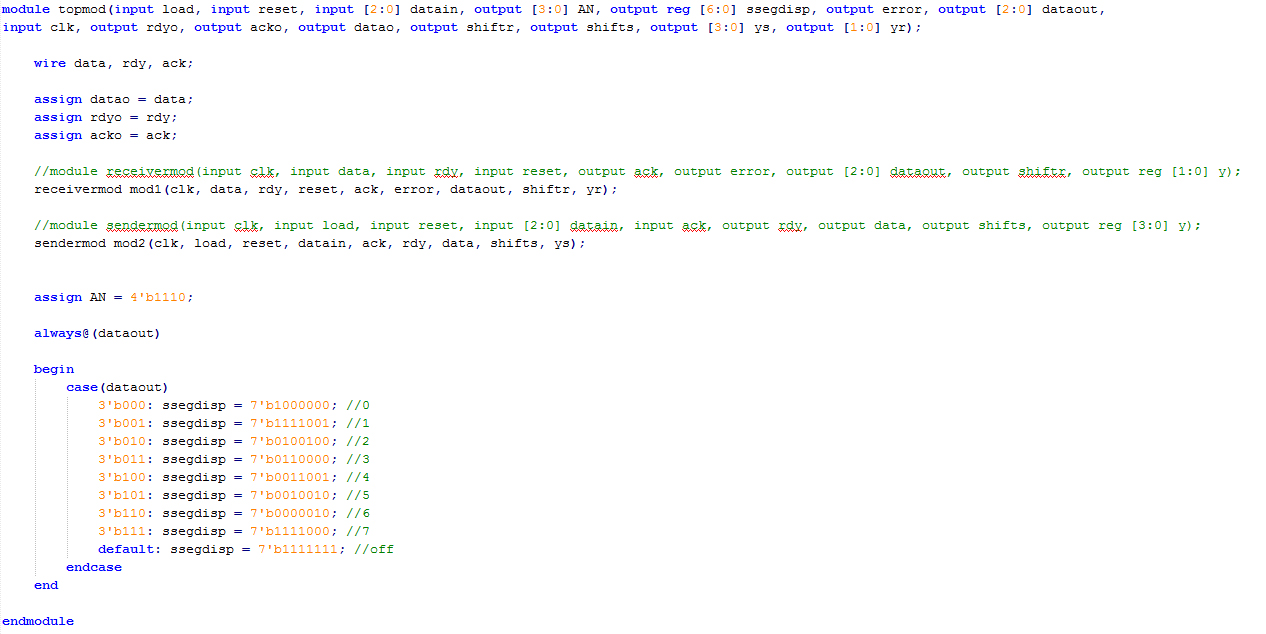 module topmod(input load, input reset, input [2:0] datain, output [3:0] AN, output reg [6:0] ssegdisp, output error, output [2:0] dataout,
input clk, output rdyo, output acko, output datao, output shiftr, output shifts, output [3:0] ys, output [1:0] yr);
wire data, rdy, ack;
assign datao = data;
assign rdyo = rdy;
assign acko = ack;
//module receivermod(input clk, input data, input rdy, input reset, output ack, output error, output [2:0] dataout, output shiftr, output reg [1:0] y);
receivermod mod1(clk, data, rdy, reset, ack, error, dataout, shiftr, yr);
//module sendermod(input clk, input load, input reset, input [2:0] datain, input ack, output rdy, output data, output shifts, output reg [3:0] y);
sendermod mod2(clk, load, reset, datain, ack, rdy, data, shifts, ys);
assign AN = 4'b1110;
always@(dataout)
begin
case(dataout)
3'b000: ssegdisp = 7'b1000000; //0
3'b001: ssegdisp = 7'b1111001; //1
3'b010: ssegdisp = 7'b0100100; //2
3'b011: ssegdisp = 7'b0110000; //3
3'b100: ssegdisp = 7'b0011001; //4
3'b101: ssegdisp = 7'b0010010; //5
3'b110: ssegdisp = 7'b0000010; //6
3'b111: ssegdisp = 7'b1111000; //7
default: ssegdisp = 7'b1111111; //off
endcase
end
endmodule